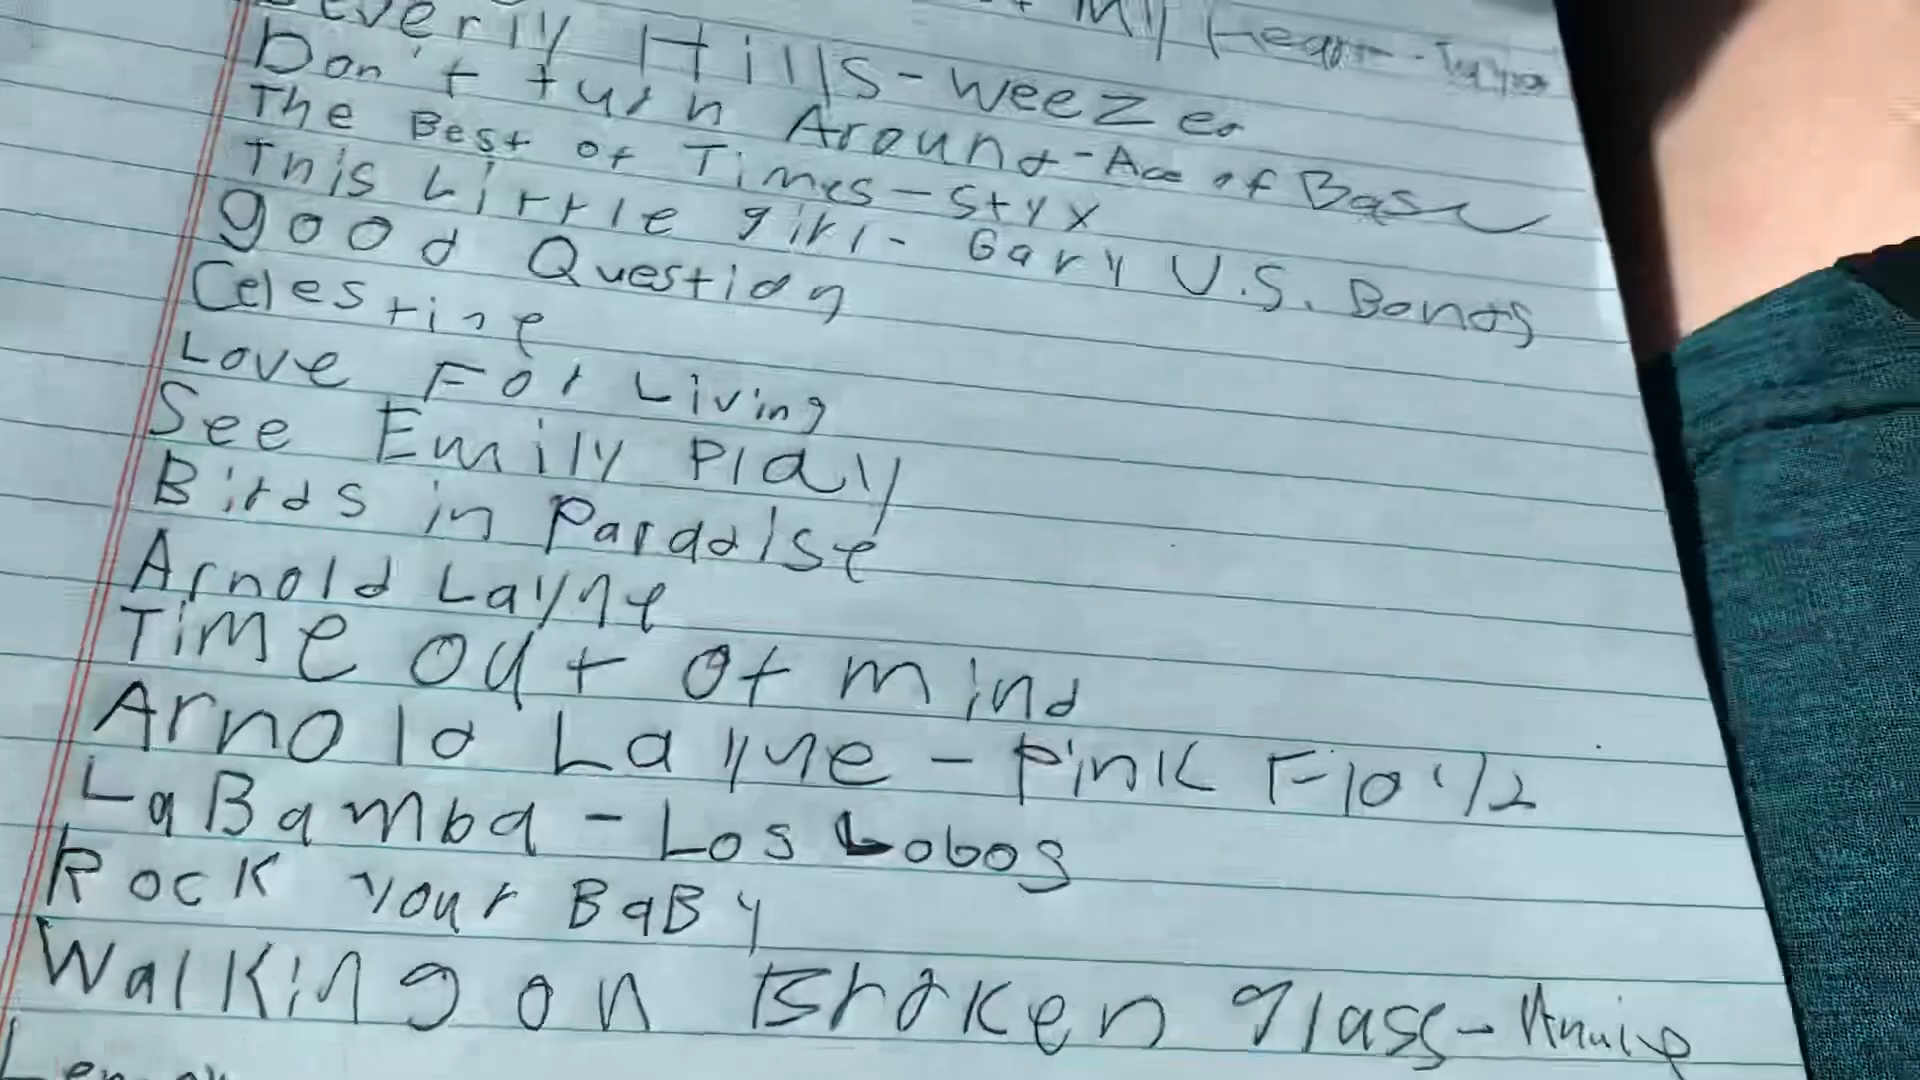 My Heart -
Beverly Hills - Weezer
Don't turn Around - Ace of Base
The Best of Times - Styx
This Little girl - Gary U.S. Bonds
good Question
Celestine
Love For Living
See Emily Play
Birds in Paradise
Arnold Layne
Time Out of mind
Arnold Layne - Pink Floyd
La Bamba - Los Lobos
Rock Your BaBy
Walking on Broken glass - Annie